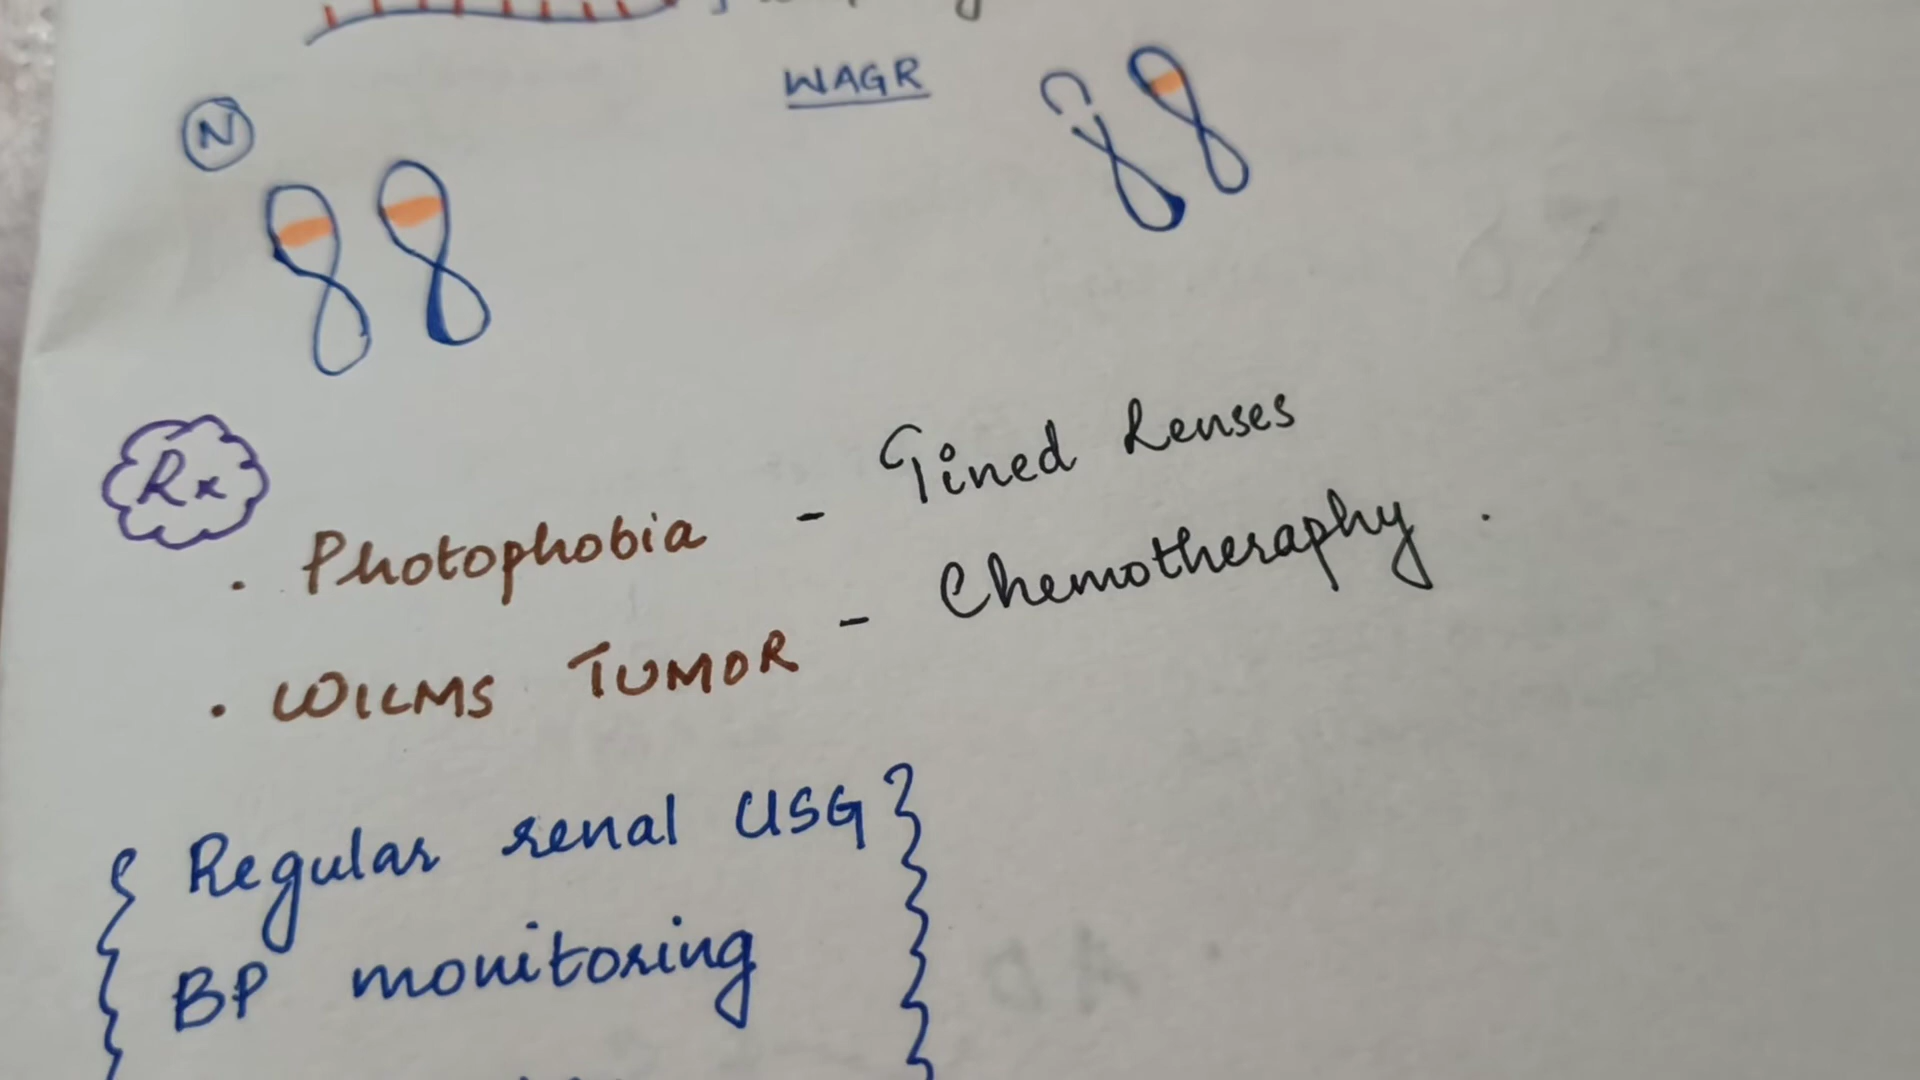 WAGR
N
Rx
. Photophobia - Tined Lenses
. WILMS TUMOR - Chemotheraphy .
{ Regular renal USG }
BP monitoring